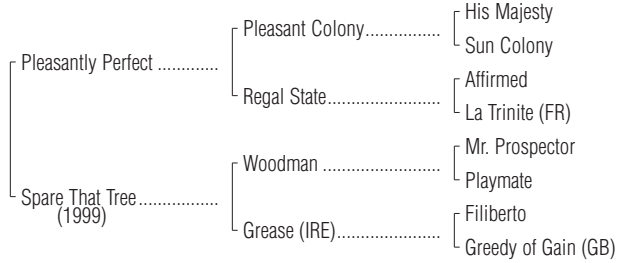 His Majesty
Pleasant Colony..................
Sun Colony
Pleasantly Perfect .............
Affirmed
Regal State...........................
La Trinite (FR)
Mr. Prospector
Woodman ............................
Playmate
Spare That Tree.................
(1999)
Filiberto
Grease (IRE)........................
Greedy of Gain (GB)